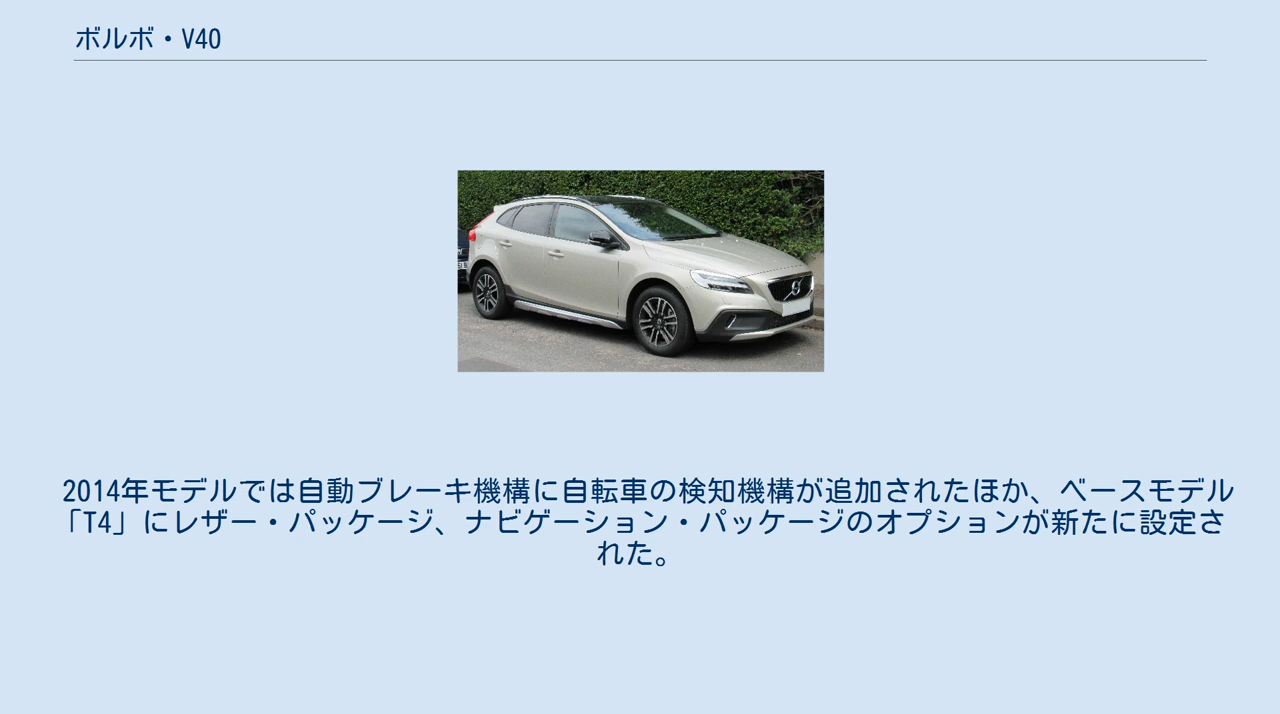 ボルボ・V40
2014年モデルでは自動ブレーキ機構に自転車の検知機構が追加されたほか、ベースモデル
「T4」にレザー・パッケージ、ナビゲーション・パッケージのオプションが新たに設定さ
れた。